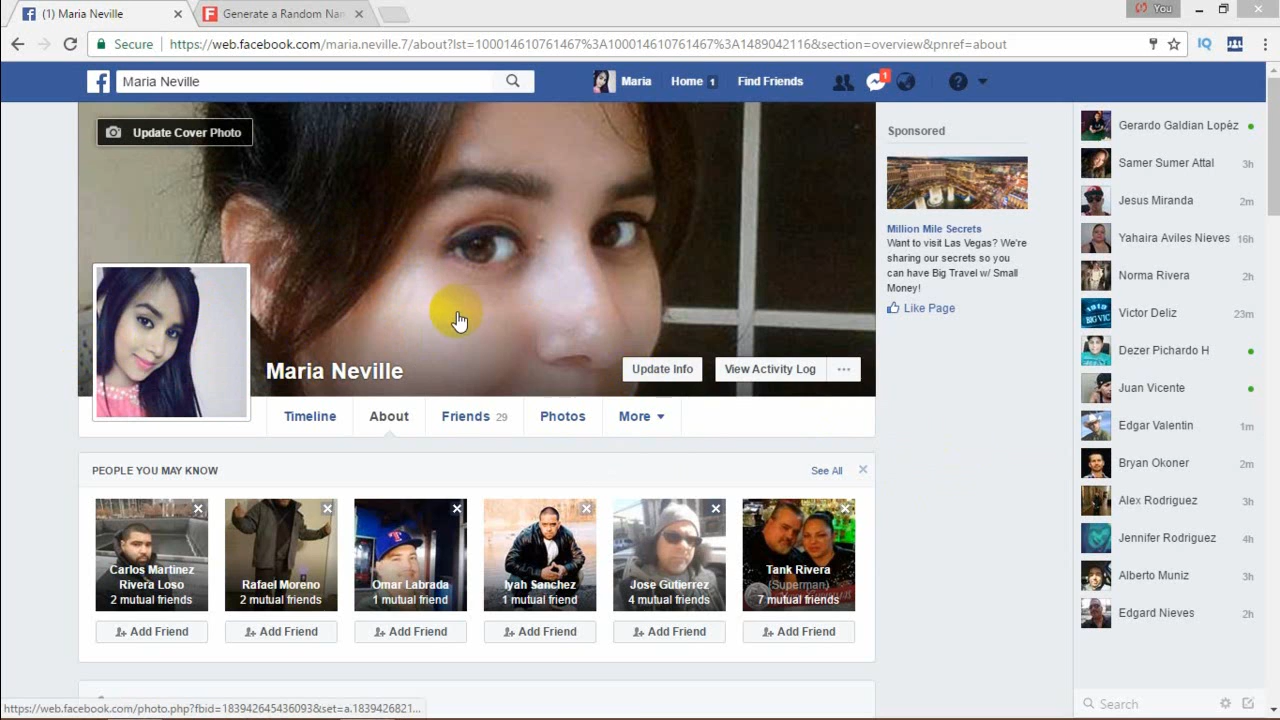 (1) Maria Neville
Generate a Random Nam
You
Secure
https://web.facebook.com/maria.neville.7/about?lst=100014610761467%3A100014610761467%3A1489042116&section=overview&pnref=about
Maria Neville
Maria
Home 1
Find Friends
1
Update Cover Photo
Maria Neville
Update Info
View Activity Log
Timeline
About
Friends 29
Photos
More
PEOPLE YOU MAY KNOW
See All
Carlos Martinez
Rivera Loso
2 mutual friends
Add Friend
Rafael Moreno
2 mutual friends
Add Friend
Omar Labrada
1 mutual friend
Add Friend
Iyah Sanchez
1 mutual friend
Add Friend
Jose Gutierrez
4 mutual friends
Add Friend
Tank Rivera
(Superman)
7 mutual friends
Add Friend
Sponsored
Million Mile Secrets
Want to visit Las Vegas? We're
sharing our secrets so you
can have Big Travel w/ Small
Money!
Like Page
Gerardo Galdian Lopèz
Samer Sumer Attal 3h
Jesus Miranda 2m
Yahaira Aviles Nieves 16h
Norma Rivera 2h
Victor Deliz 23m
Dezer Pichardo H
Juan Vicente
Edgar Valentin 1m
Bryan Okoner 2m
Alex Rodriguez 3h
Jennifer Rodriguez 4h
Alberto Muniz 3h
Edgard Nieves 2h
Search
https://web.facebook.com/photo.php?fbid=183942645436093&set=a.1839426821...